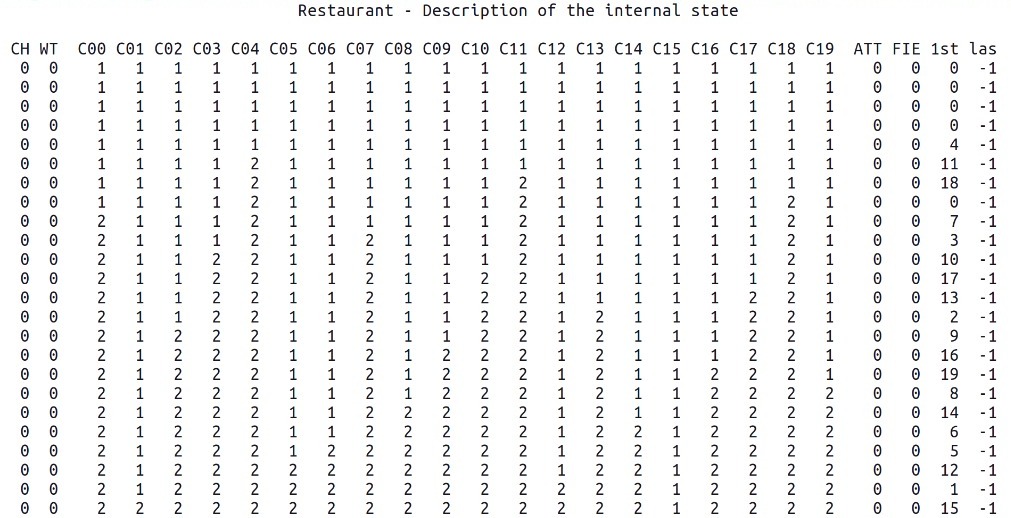 Restaurant - Description of the internal state
CH WT C00 C01 C02 C03 C04 C05 C06 C07 C08 C09 C10 C11 C12 C13 C14 C15 C16 C17 C18 C19 ATT FIE 1st las
0 0 1 1 1 1 1 1 1 1 1 1 1 1 1 1 1 1 1 1 1 1 0 0 0 -1
0 0 1 1 1 1 1 1 1 1 1 1 1 1 1 1 1 1 1 1 1 1 0 0 0 -1
0 0 1 1 1 1 1 1 1 1 1 1 1 1 1 1 1 1 1 1 1 1 0 0 0 -1
0 0 1 1 1 1 1 1 1 1 1 1 1 1 1 1 1 1 1 1 1 1 0 0 0 -1
0 0 1 1 1 1 1 1 1 1 1 1 1 1 1 1 1 1 1 1 1 1 0 0 4 -1
0 0 1 1 1 1 2 1 1 1 1 1 1 1 1 1 1 1 1 1 1 1 0 0 11 -1
0 0 1 1 1 1 2 1 1 1 1 1 1 2 1 1 1 1 1 1 1 1 0 0 18 -1
0 0 1 1 1 1 2 1 1 1 1 1 1 2 1 1 1 1 1 1 2 1 0 0 0 -1
0 0 2 1 1 1 2 1 1 1 1 1 1 2 1 1 1 1 1 1 2 1 0 0 7 -1
0 0 2 1 1 1 2 1 1 2 1 1 1 2 1 1 1 1 1 1 2 1 0 0 3 -1
0 0 2 1 1 2 2 1 1 2 1 1 1 2 1 1 1 1 1 1 2 1 0 0 10 -1
0 0 2 1 1 2 2 1 1 2 1 1 2 2 1 1 1 1 1 1 2 1 0 0 17 -1
0 0 2 1 1 2 2 1 1 2 1 1 2 2 1 1 1 1 1 2 2 1 0 0 13 -1
0 0 2 1 1 2 2 1 1 2 1 1 2 2 1 2 1 1 1 2 2 1 0 0 2 -1
0 0 2 1 2 2 2 1 1 2 1 1 2 2 1 2 1 1 1 2 2 1 0 0 9 -1
0 0 2 1 2 2 2 1 1 2 1 2 2 2 1 2 1 1 1 2 2 1 0 0 16 -1
0 0 2 1 2 2 2 1 1 2 1 2 2 2 1 2 1 1 2 2 2 1 0 0 19 -1
0 0 2 1 2 2 2 1 1 2 1 2 2 2 1 2 1 1 2 2 2 2 0 0 8 -1
0 0 2 1 2 2 2 1 1 2 2 2 2 2 1 2 1 1 2 2 2 2 0 0 14 -1
0 0 2 1 2 2 2 1 1 2 2 2 2 2 1 2 2 1 2 2 2 2 0 0 6 -1
0 0 2 1 2 2 2 1 2 2 2 2 2 2 1 2 2 1 2 2 2 2 0 0 5 -1
0 0 2 1 2 2 2 2 2 2 2 2 2 2 1 2 2 1 2 2 2 2 0 0 12 -1
0 0 2 1 2 2 2 2 2 2 2 2 2 2 2 2 2 1 2 2 2 2 0 0 1 -1
0 0 2 2 2 2 2 2 2 2 2 2 2 2 2 2 2 1 2 2 2 2 0 0 15 -1